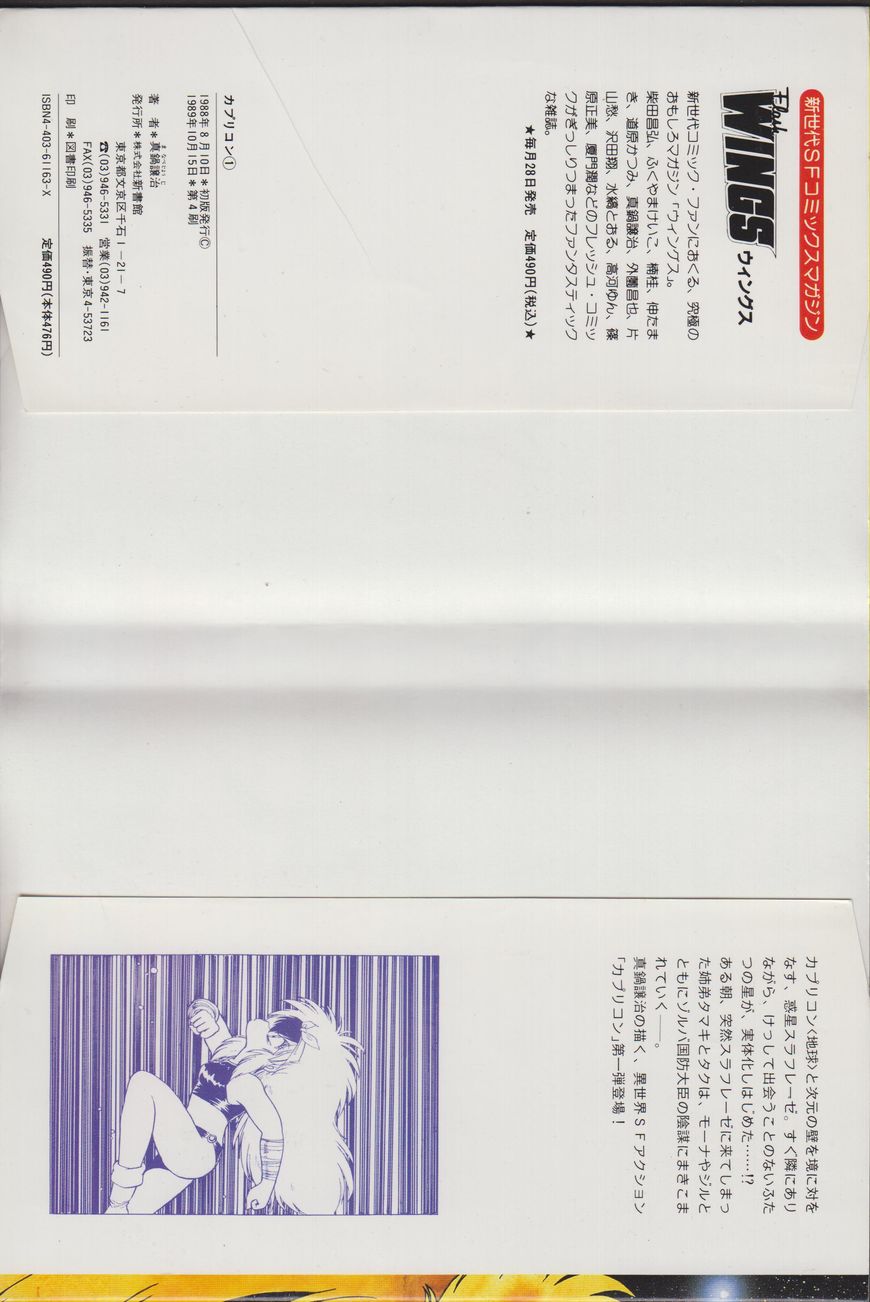 新世代SFコミックスマガジン
WINGS
ウィングス
新世代コミック・ファンにおくる、究極の
おもしろマガジン「ウィングス」。
柴田昌弘、ふくやまけいこ、楠桂、伸たま
き、道原かつみ、真鍋譲治、外薗昌也、片
山愁、沢田翔、水縞とおる、高河ゆん、篠
原正美、厦門潤などのフレッシュ・コミッ
クがぎっしりつまったファンタスティック
な雑誌。
★毎月28日発売 定価490円(税込)★
カプリコン①
1988年8月10日＊初版発行©
1989年10月15日＊第4刷
著 者＊真鍋譲治
まなべじょうじ
発行所＊株式会社新書館
東京都文京区千石1-21-7
☎(03)946-5331 営業(03)942-1161
FAX(03)946-5335 振替・東京4-53723
印 刷＊図書印刷
ISBN4-403-61163-X 定価490円(本体476円)
カプリコン〈地球〉と次元の壁を境に対を
なす、惑星スラフレーゼ。すぐ隣にあり
ながら、けっして出会うことのないふた
つの星が、実体化しはじめた……!?
ある朝、突然スラフレーゼに来てしまっ
た姉弟タマキとタクは、モーナやジルと
ともにゾルバ国防大臣の陰謀にまきこま
れていく——。
真鍋譲治の描く、異世界SFアクション
「カプリコン」第一弾登場！